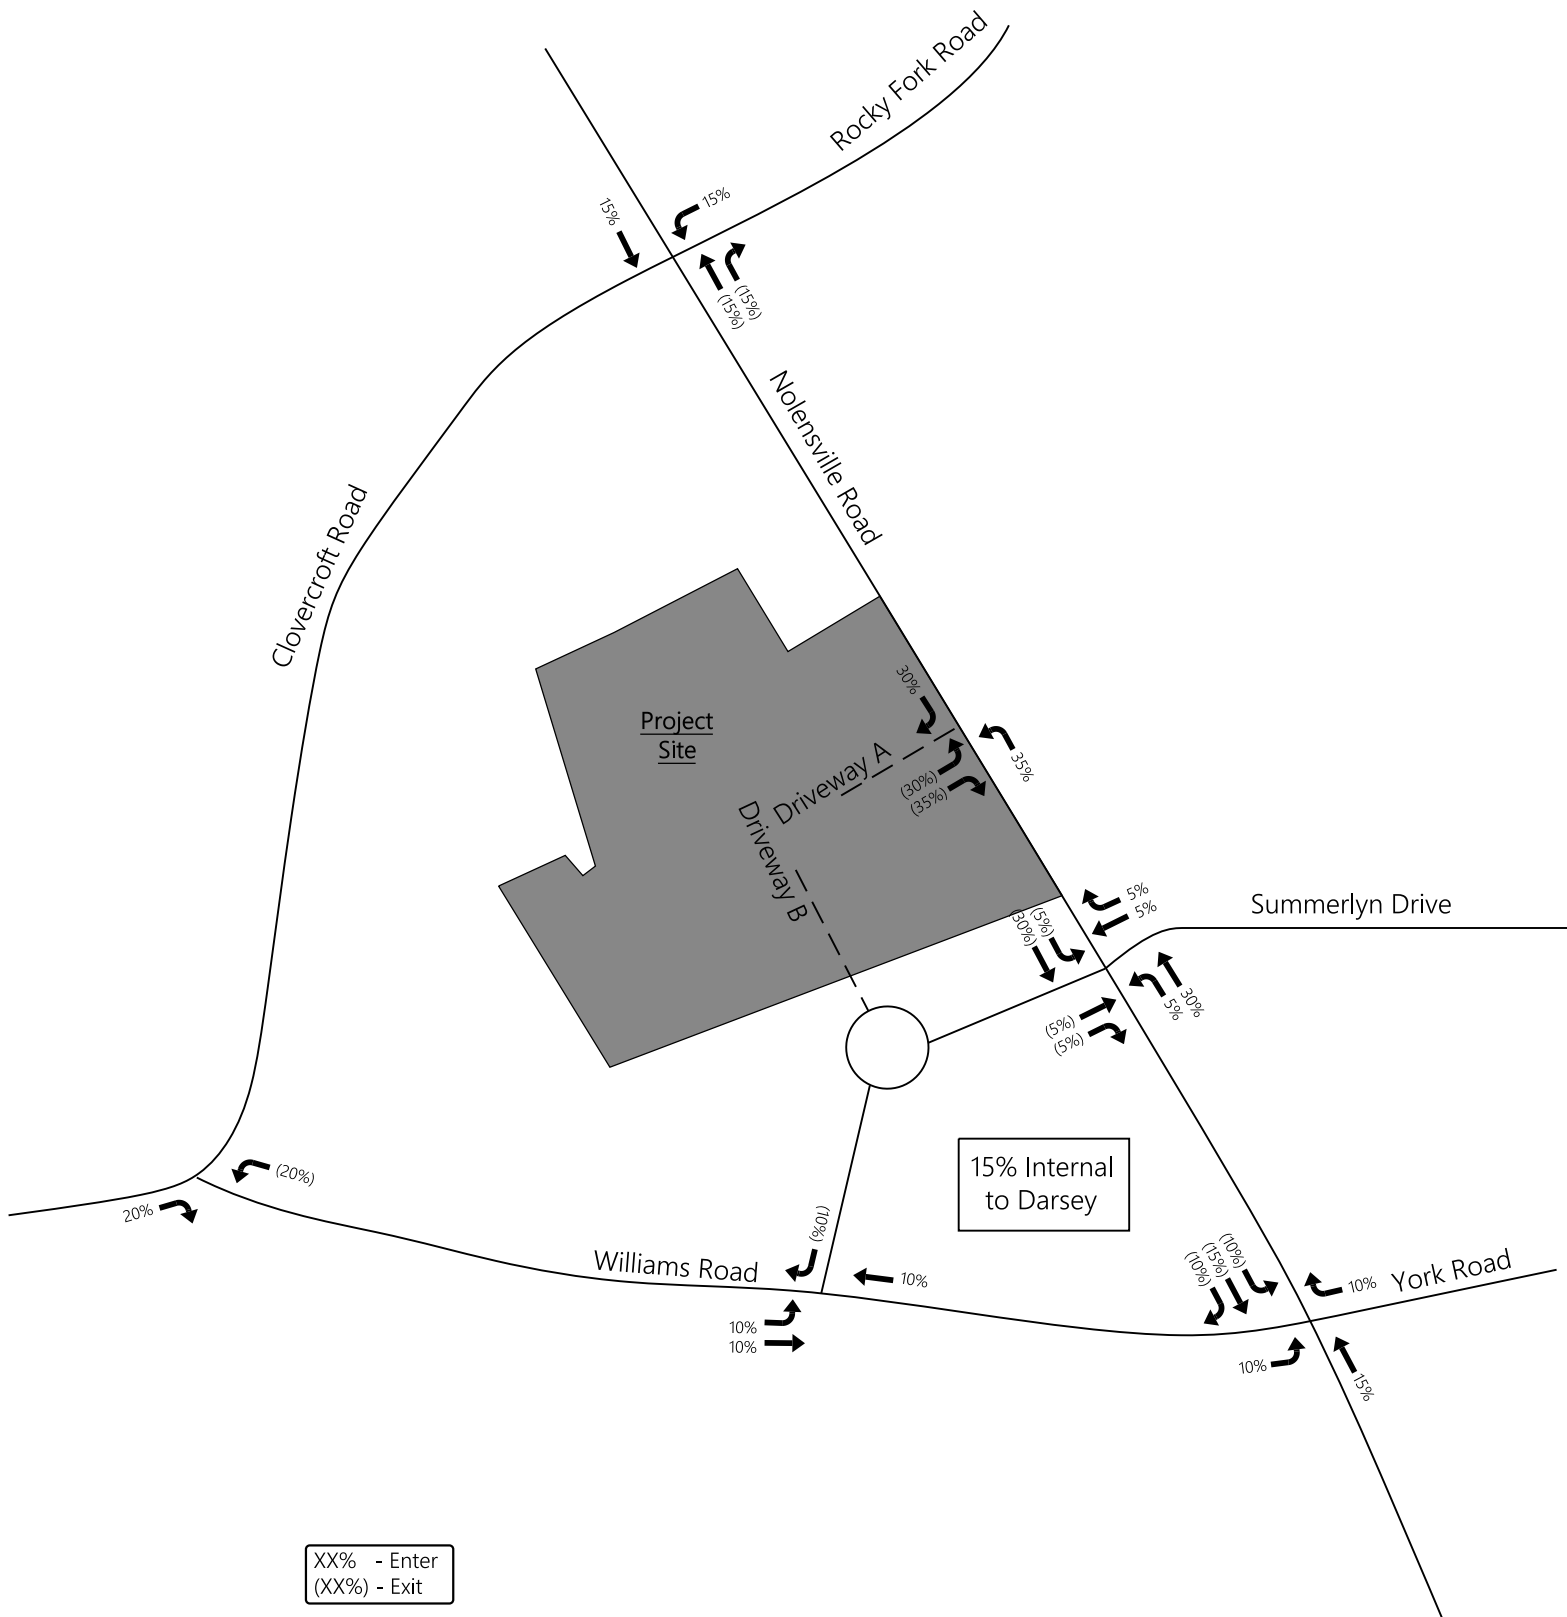 Rocky Fork Road
15%
15%
(15%)
(15%)
Nolensville Road
Clovercroft Road
Project
Site
30%
35%
Driveway A
(30%)
(35%)
Driveway B
5%
5%
Summerlyn Drive
(5%)
(30%)
30%
5%
(5%)
(5%)
15% Internal
to Darsey
(20%)
20%
(10%)
Williams Road
10%
10%
10%
(10%)
(15%)
(10%)
10%
York Road
10%
15%
XX% - Enter
(XX%) - Exit